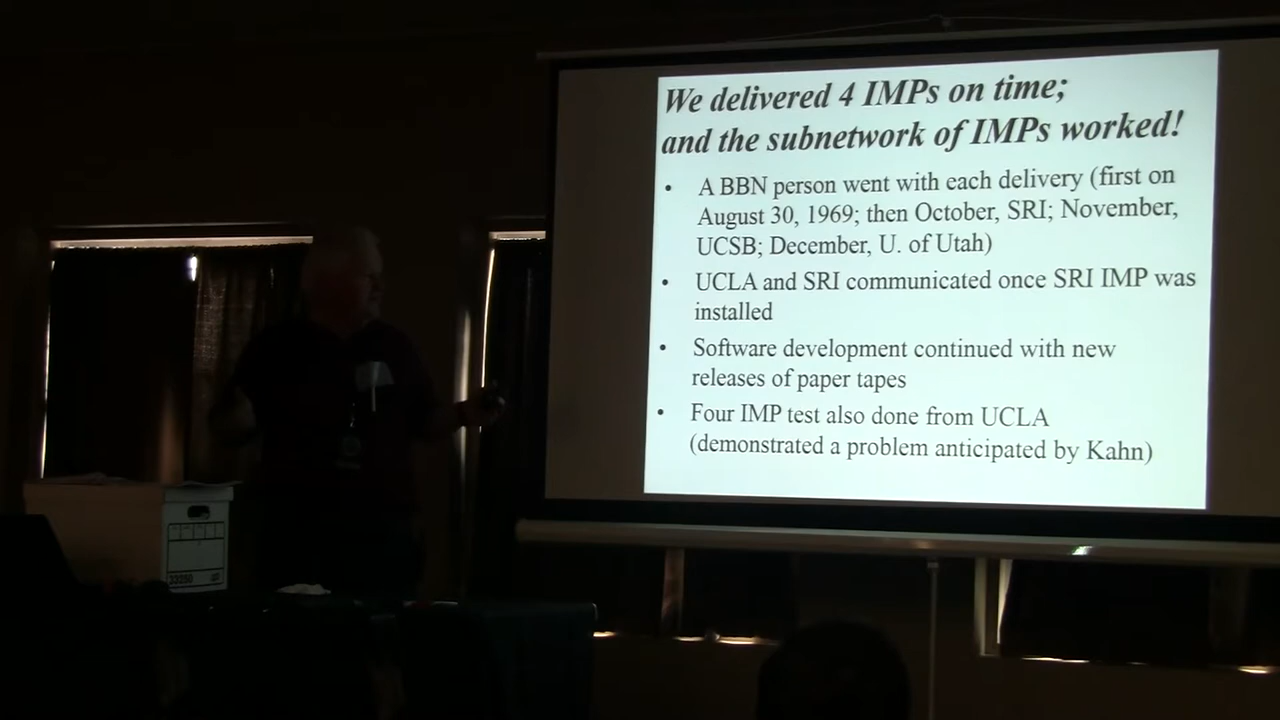 We delivered 4 IMPs on time;
and the subnetwork of IMPs worked!
• A BBN person went with each delivery (first on
August 30, 1969; then October, SRI; November,
UCSB; December, U. of Utah)
• UCLA and SRI communicated once SRI IMP was
installed
• Software development continued with new
releases of paper tapes
• Four IMP test also done from UCLA
(demonstrated a problem anticipated by Kahn)